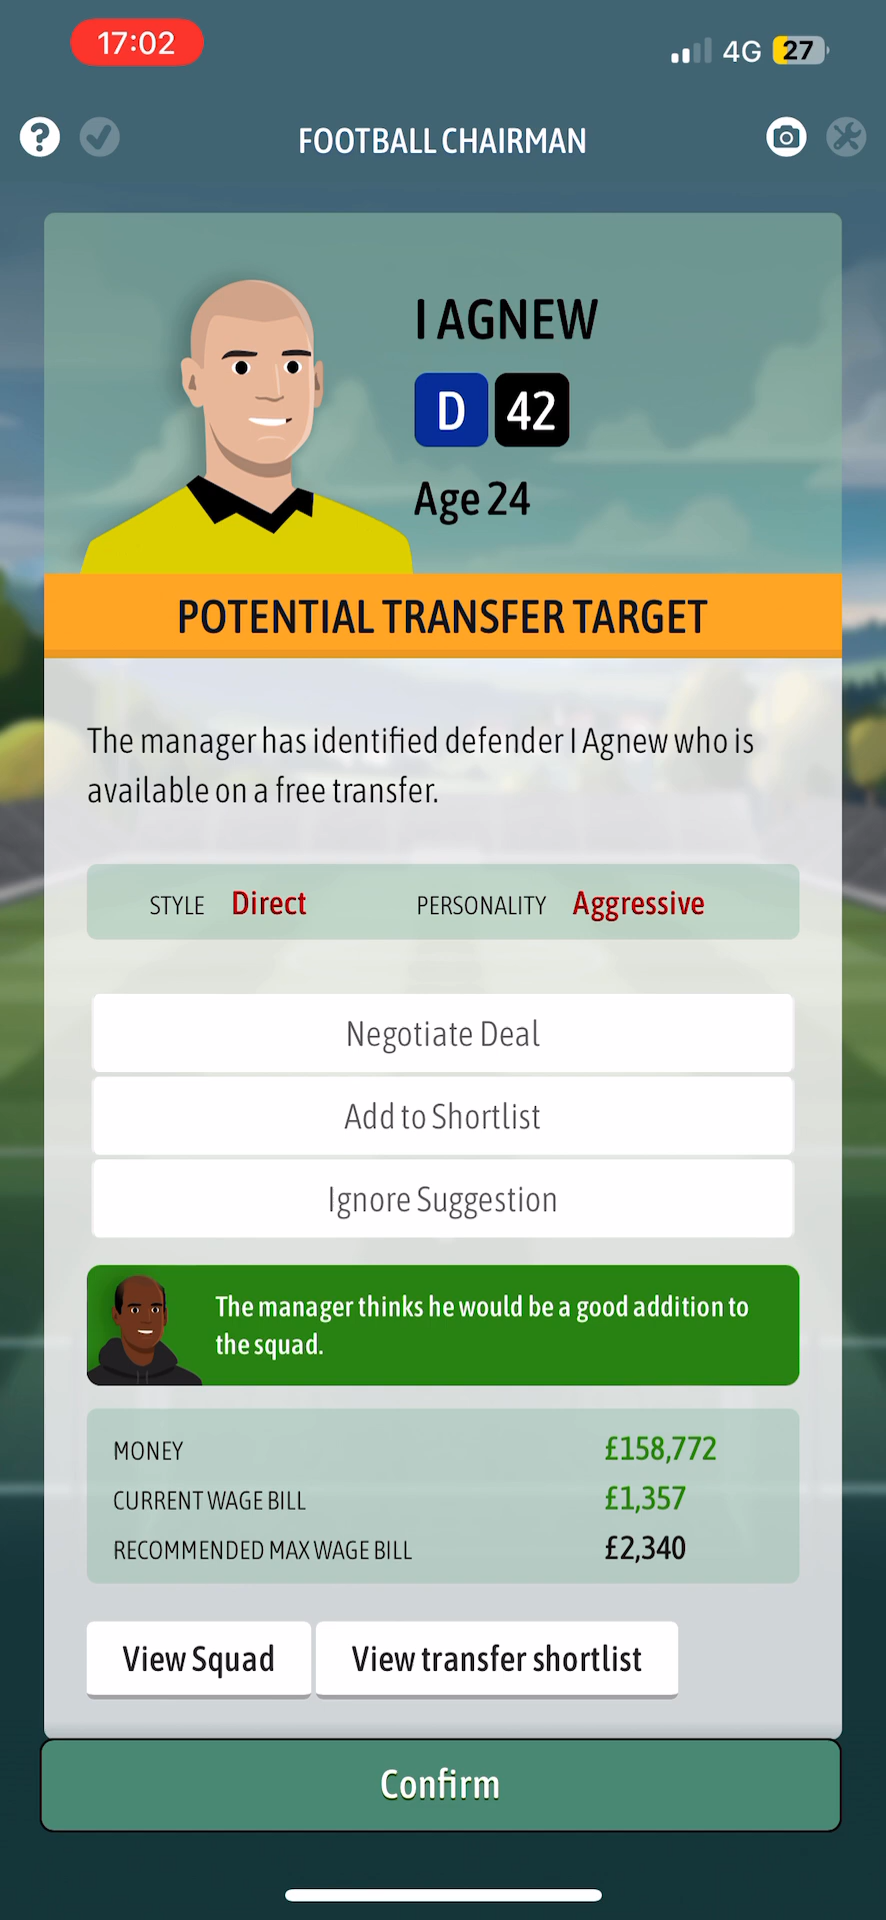 17:02
4G 27
FOOTBALL CHAIRMAN
I AGNEW
D 42
Age 24
POTENTIAL TRANSFER TARGET
The manager has identified defender I Agnew who is
available on a free transfer.
STYLE Direct PERSONALITY Aggressive
Negotiate Deal
Add to Shortlist
Ignore Suggestion
The manager thinks he would be a good addition to
the squad.
MONEY £158,772
CURRENT WAGE BILL £1,357
RECOMMENDED MAX WAGE BILL £2,340
View Squad View transfer shortlist
Confirm